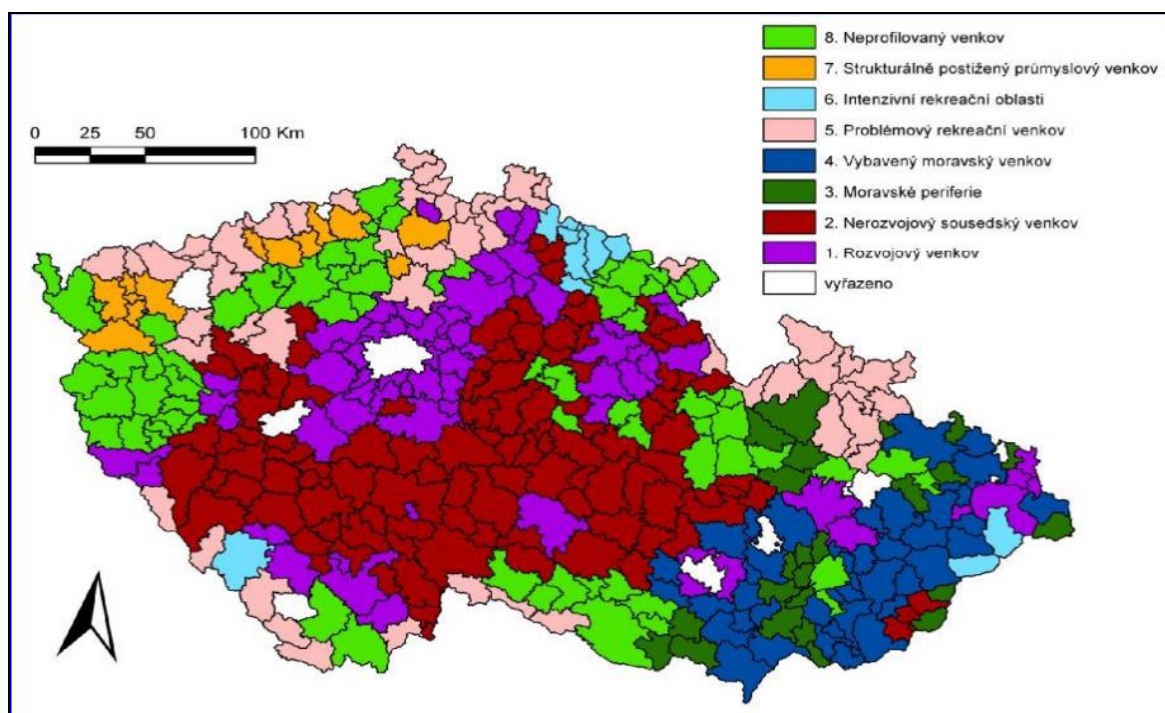 8. Neprofilovaný venkov
7. Strukturálně postižený průmyslový venkov
6. Intenzivní rekreační oblasti
5. Problémový rekreační venkov
4. Vybavený moravský venkov
3. Moravské periferie
2. Nerozvojový sousedský venkov
1. Rozvojový venkov
vyřazeno
0 25 50 100 Km